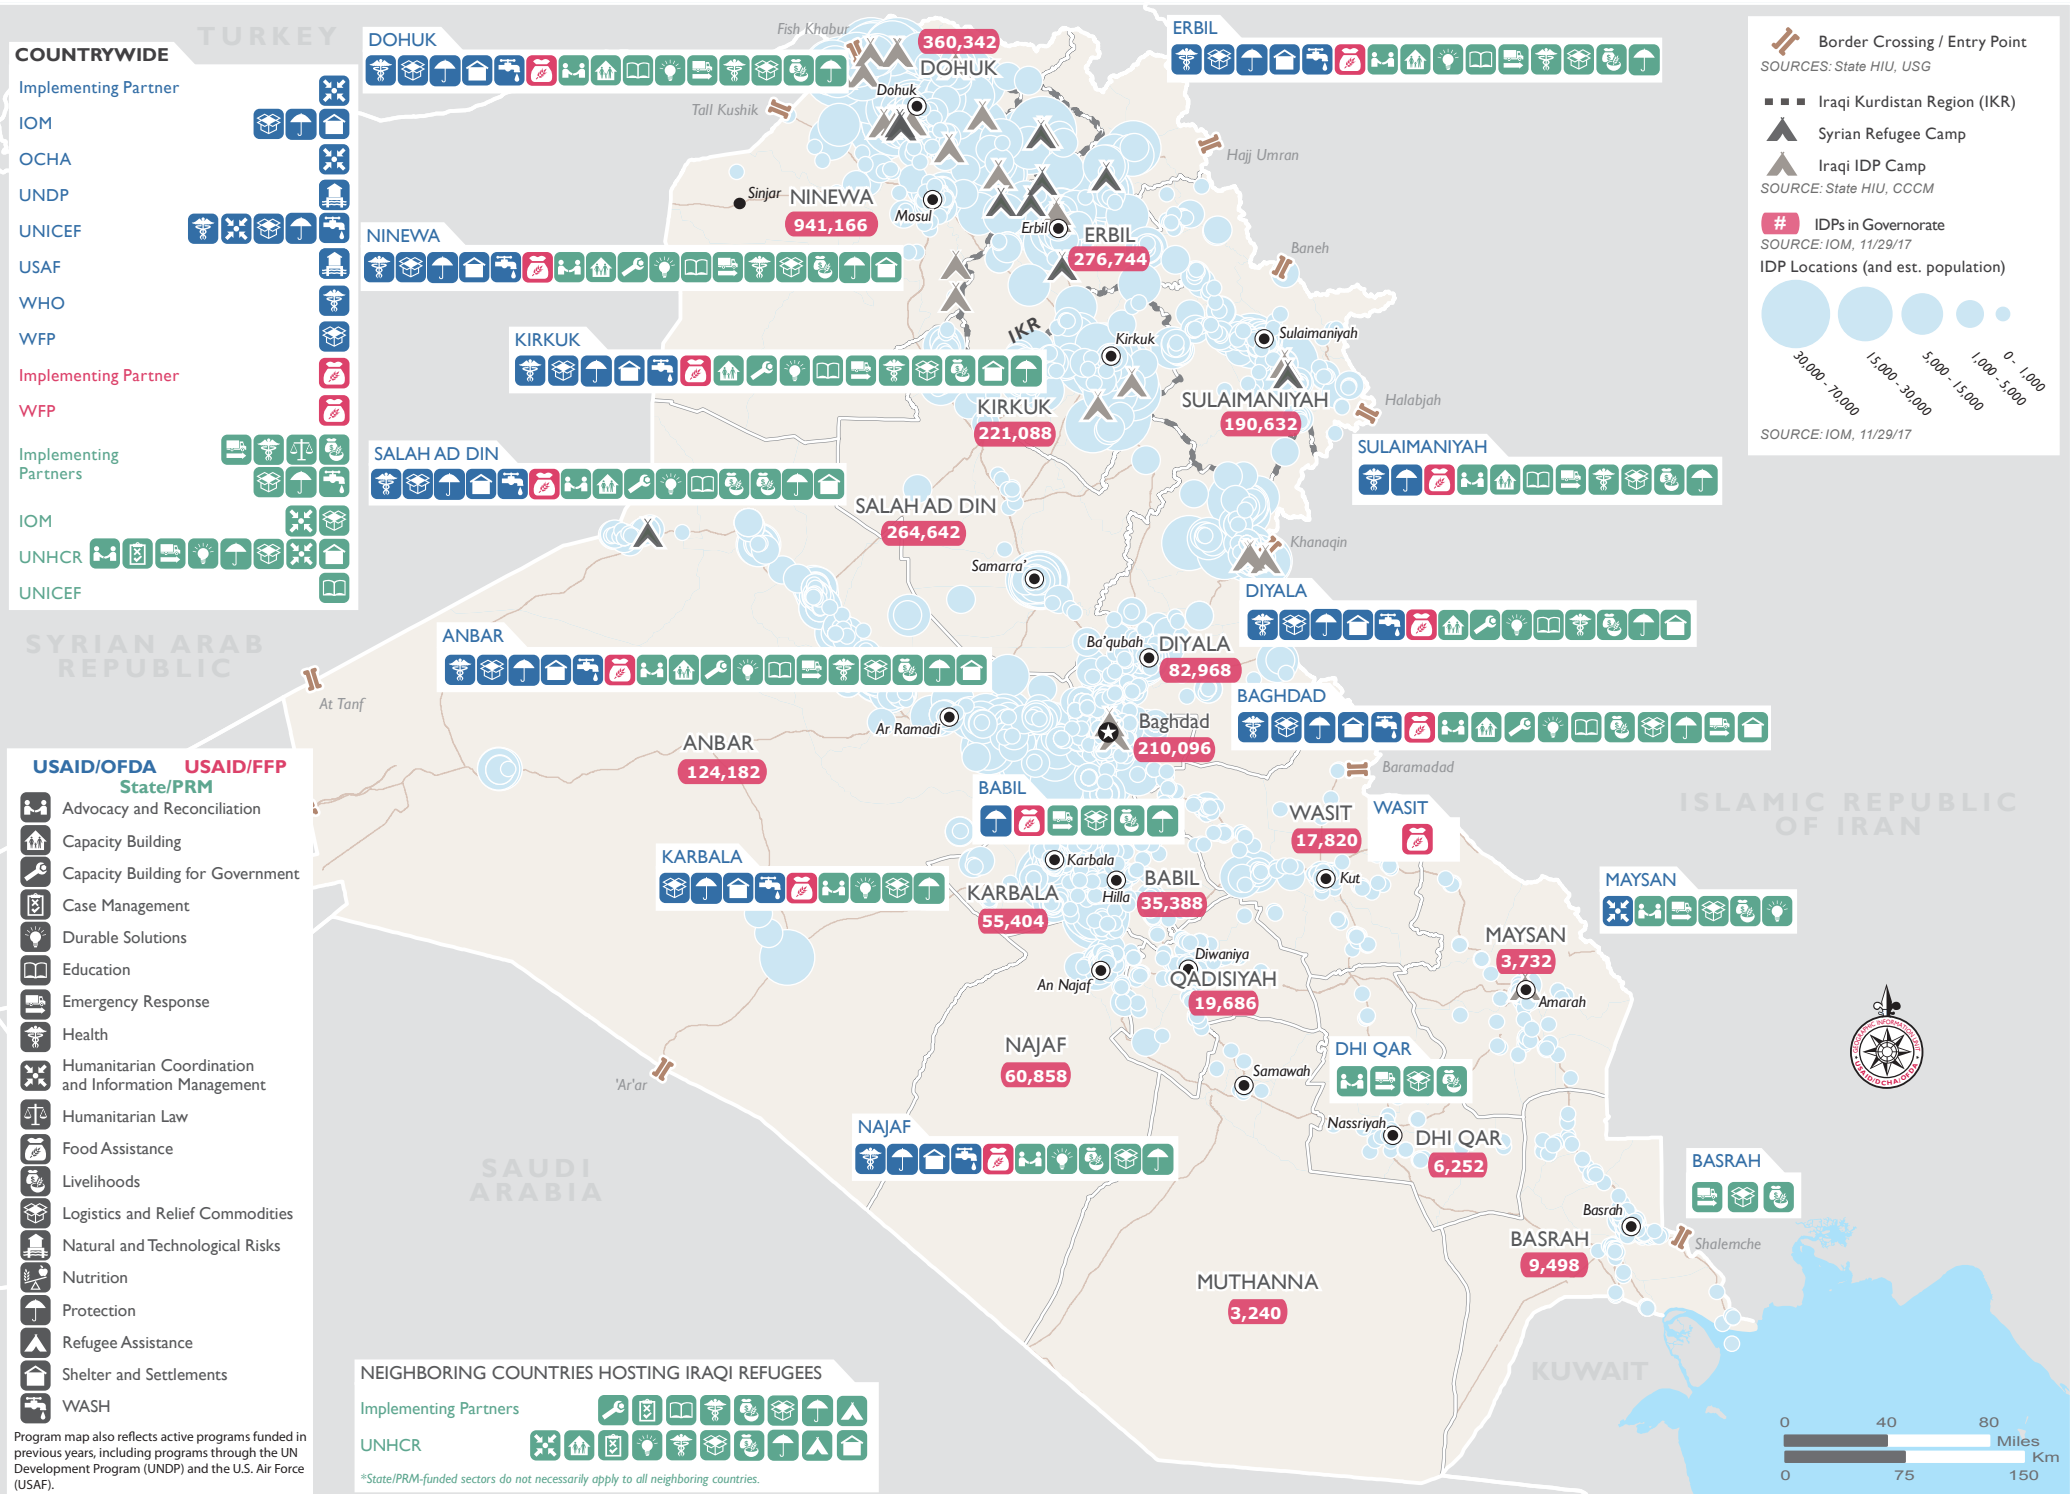 TURKEY
COUNTRYWIDE
Implementing Partner
IOM
OCHA
UNDP
UNICEF
USAF
WHO
WFP
Implementing Partner
WFP
Implementing
Partners
IOM
UNHCR
UNICEF
DOHUK
Fish Khabur
360,342
DOHUK
Dohuk
Tall Kushik
ERBIL
Hajj Umran
Sinjar
NINEWA
941,166
Mosul
Erbil
ERBIL
276,744
NINEWA
Baneh
IKR
KIRKUK
Kirkuk
Sulaimaniyah
KIRKUK
221,088
SULAIMANIYAH
190,632
Halabjah
SULAIMANIYAH
SALAH AD DIN
SALAH AD DIN
264,642
Khanaqin
Samarra'
DIYALA
SYRIAN ARAB
REPUBLIC
ANBAR
Ba'qubah
DIYALA
82,968
At Tanf
BAGHDAD
Ar Ramadi
Baghdad
210,096
ANBAR
124,182
Baramadad
BABIL
WASIT
17,820
WASIT
ISLAMIC REPUBLIC
OF IRAN
KARBALA
Karbala
KARBALA
55,404
Hilla
BABIL
35,388
Kut
MAYSAN
MAYSAN
3,732
Amarah
Diwaniya
An Najaf
QADISIYAH
19,686
NAJAF
60,858
DHI QAR
Samawah
'Ar'ar
NAJAF
Nassriyah
DHI QAR
6,252
SAUDI
ARABIA
BASRAH
Basrah
BASRAH
9,498
Shalemche
MUTHANNA
3,240
KUWAIT
Border Crossing / Entry Point
SOURCES: State HIU, USG
Iraqi Kurdistan Region (IKR)
Syrian Refugee Camp
Iraqi IDP Camp
SOURCE: State HIU, CCCM
# IDPs in Governorate
SOURCE: IOM, 11/29/17
IDP Locations (and est. population)
30,000 - 70,000
15,000 - 30,000
5,000 - 15,000
1,000 - 5,000
0 - 1,000
SOURCE: IOM, 11/29/17
USAID/OFDA USAID/FFP
State/PRM
Advocacy and Reconciliation
Capacity Building
Capacity Building for Government
Case Management
Durable Solutions
Education
Emergency Response
Health
Humanitarian Coordination
and Information Management
Humanitarian Law
Food Assistance
Livelihoods
Logistics and Relief Commodities
Natural and Technological Risks
Nutrition
Protection
Refugee Assistance
Shelter and Settlements
WASH
Program map also reflects active programs funded in
previous years, including programs through the UN
Development Program (UNDP) and the U.S. Air Force
(USAF).
NEIGHBORING COUNTRIES HOSTING IRAQI REFUGEES
Implementing Partners
UNHCR
*State/PRM-funded sectors do not necessarily apply to all neighboring countries.
GEOGRAPHIC INFORMATION UNIT
USAID/DCHA/OFDA
0 40 80
Miles
Km
0 75 150